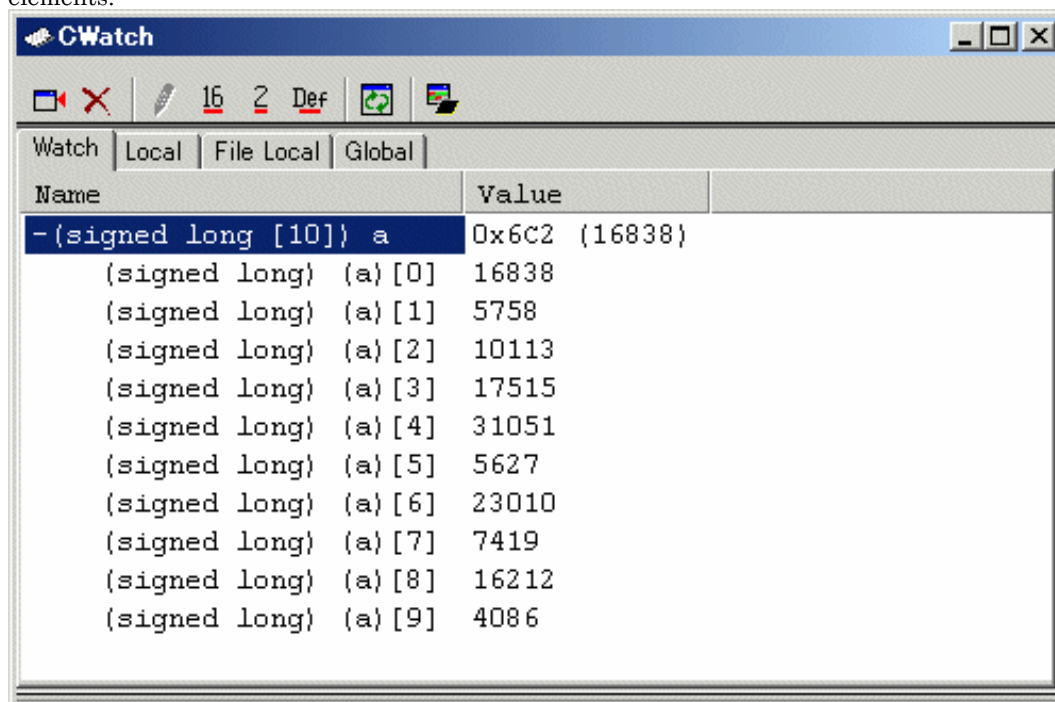 elements.
CWatch
16 2 Def
Watch Local File Local Global
Name Value
-(signed long [10]) a 0x6C2 (16838)
(signed long) (a)[0] 16838
(signed long) (a)[1] 5758
(signed long) (a)[2] 10113
(signed long) (a)[3] 17515
(signed long) (a)[4] 31051
(signed long) (a)[5] 5627
(signed long) (a)[6] 23010
(signed long) (a)[7] 7419
(signed long) (a)[8] 16212
(signed long) (a)[9] 4086